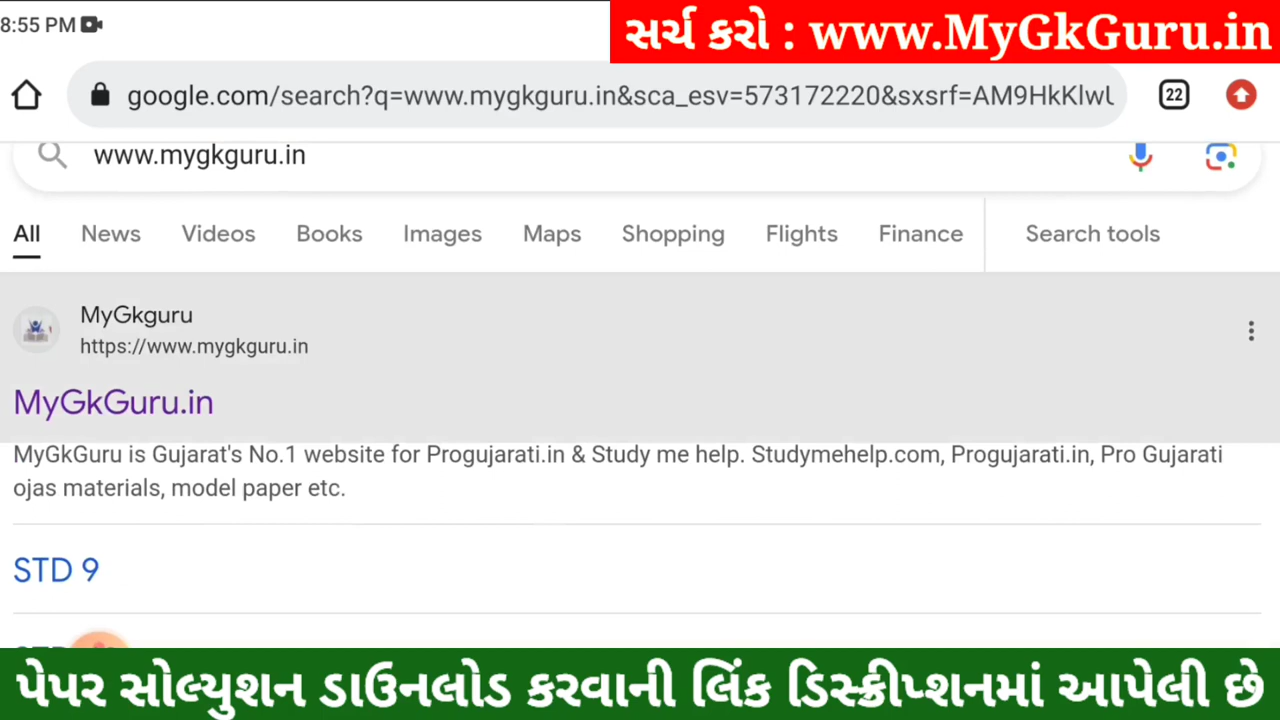 8:55 PM
સર્ચ કરો : www.MyGkGuru.in
google.com/search?q=www.mygkguru.in&sca_esv=573172220&sxsrf=AM9HkKlwU
22
www.mygkguru.in
All News Videos Books Images Maps Shopping Flights Finance Search tools
MyGkguru
https://www.mygkguru.in
MyGkGuru.in
MyGkGuru is Gujarat's No.1 website for Progujarati.in & Study me help. Studymehelp.com, Progujarati.in, Pro Gujarati
ojas materials, model paper etc.
STD 9
પેપર સોલ્યુશન ડાઉનલોડ કરવાની લિંક ડિસ્ક્રીપ્શનમાં આપેલી છે